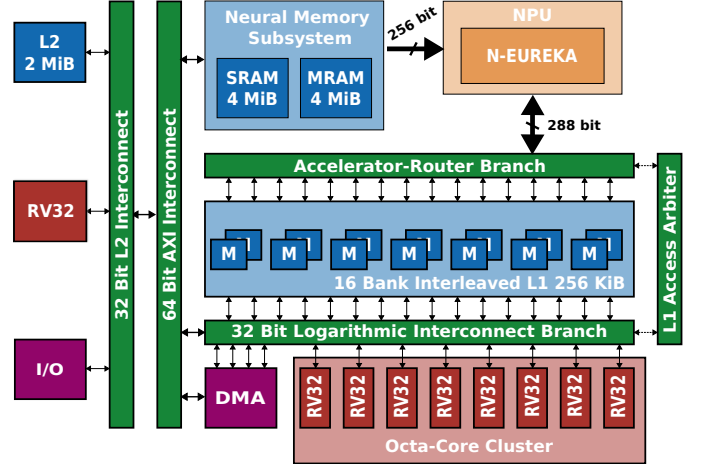 L2
2 MiB
RV32
I/O
32 Bit L2 Interconnect
64 Bit AXI Interconnect
Neural Memory
Subsystem
SRAM
4 MiB
MRAM
4 MiB
256 bit
NPU
N-EUREKA
288 bit
Accelerator-Router Branch
L1 Access Arbiter
M
M
M
M
M
M
M
16 Bank Interleaved L1 256 KiB
32 Bit Logarithmic Interconnect Branch
DMA
RV32
RV32
RV32
RV32
RV32
RV32
RV32
RV32
Octa-Core Cluster